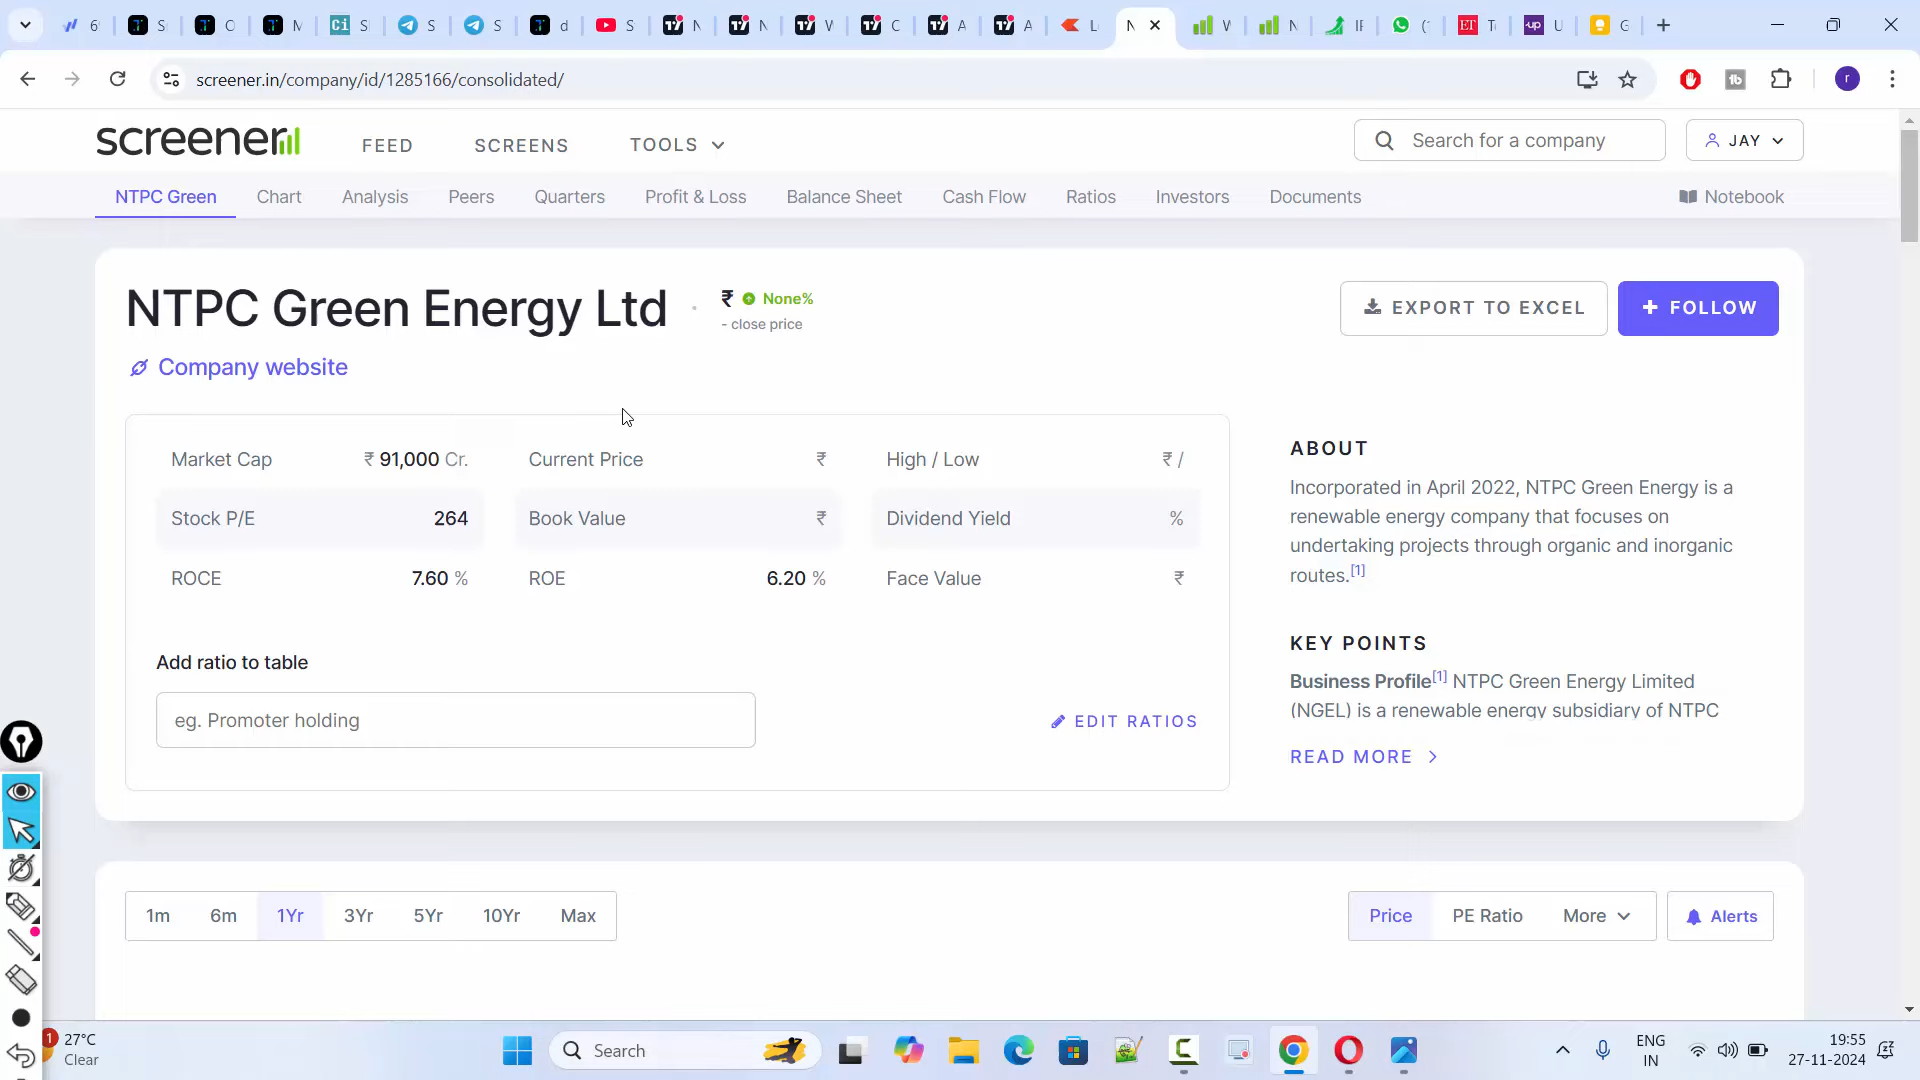 6
S
C
M
Ci
S
S
S
d
S
N
N
V
C
A
A
L
N
V
N
IF
(
ET
T
up
U
G
screener.in/company/id/1285166/consolidated/
r
screener
FEED
SCREENS
TOOLS
Search for a company
JAY
NTPC Green
Chart
Analysis
Peers
Quarters
Profit & Loss
Balance Sheet
Cash Flow
Ratios
Investors
Documents
Notebook
NTPC Green Energy Ltd
₹ None%
- close price
EXPORT TO EXCEL
+ FOLLOW
Company website
Market Cap ₹ 91,000 Cr.
Current Price ₹
High / Low ₹ /
Stock P/E 264
Book Value ₹
Dividend Yield %
ROCE 7.60 %
ROE 6.20 %
Face Value ₹
Add ratio to table
eg. Promoter holding
EDIT RATIOS
ABOUT
Incorporated in April 2022, NTPC Green Energy is a
renewable energy company that focuses on
undertaking projects through organic and inorganic
routes.[1]
KEY POINTS
Business Profile[1] NTPC Green Energy Limited
(NGEL) is a renewable energy subsidiary of NTPC
READ MORE
1m 6m 1Yr 3Yr 5Yr 10Yr Max
Price PE Ratio More
Alerts
1
27°C
Clear
Search
ENG
IN
19:55
27-11-2024